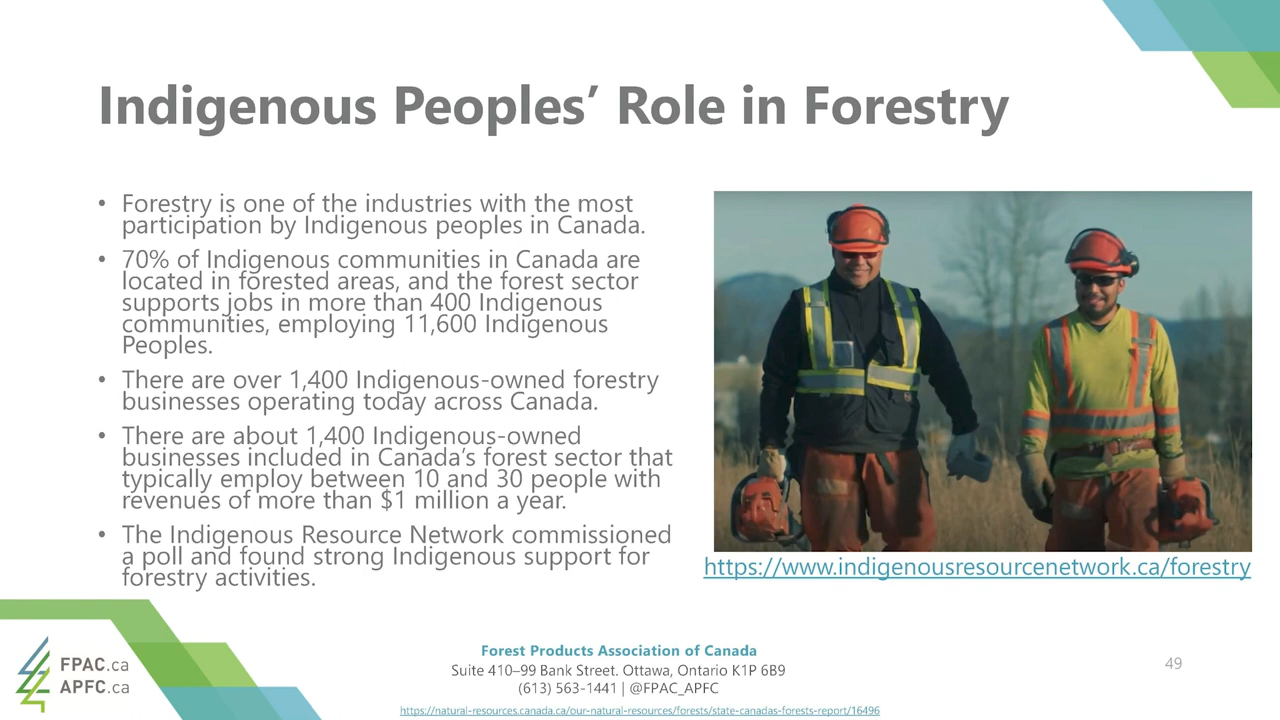 Indigenous Peoples’ Role in Forestry
• Forestry is one of the industries with the most
participation by Indigenous peoples in Canada.
• 70% of Indigenous communities in Canada are
located in forested areas, and the forest sector
supports jobs in more than 400 Indigenous
communities, employing 11,600 Indigenous
Peoples.
• There are over 1,400 Indigenous-owned forestry
businesses operating today across Canada.
• There are about 1,400 Indigenous-owned
businesses included in Canada’s forest sector that
typically employ between 10 and 30 people with
revenues of more than $1 million a year.
• The Indigenous Resource Network commissioned
a poll and found strong Indigenous support for
forestry activities.
https://www.indigenousresourcenetwork.ca/forestry
FPAC.ca
APFC.ca
Forest Products Association of Canada
Suite 410–99 Bank Street. Ottawa, Ontario K1P 6B9
(613) 563-1441 | @FPAC_APFC
https://natural-resources.canada.ca/our-natural-resources/forests/state-canadas-forests-report/16496
49